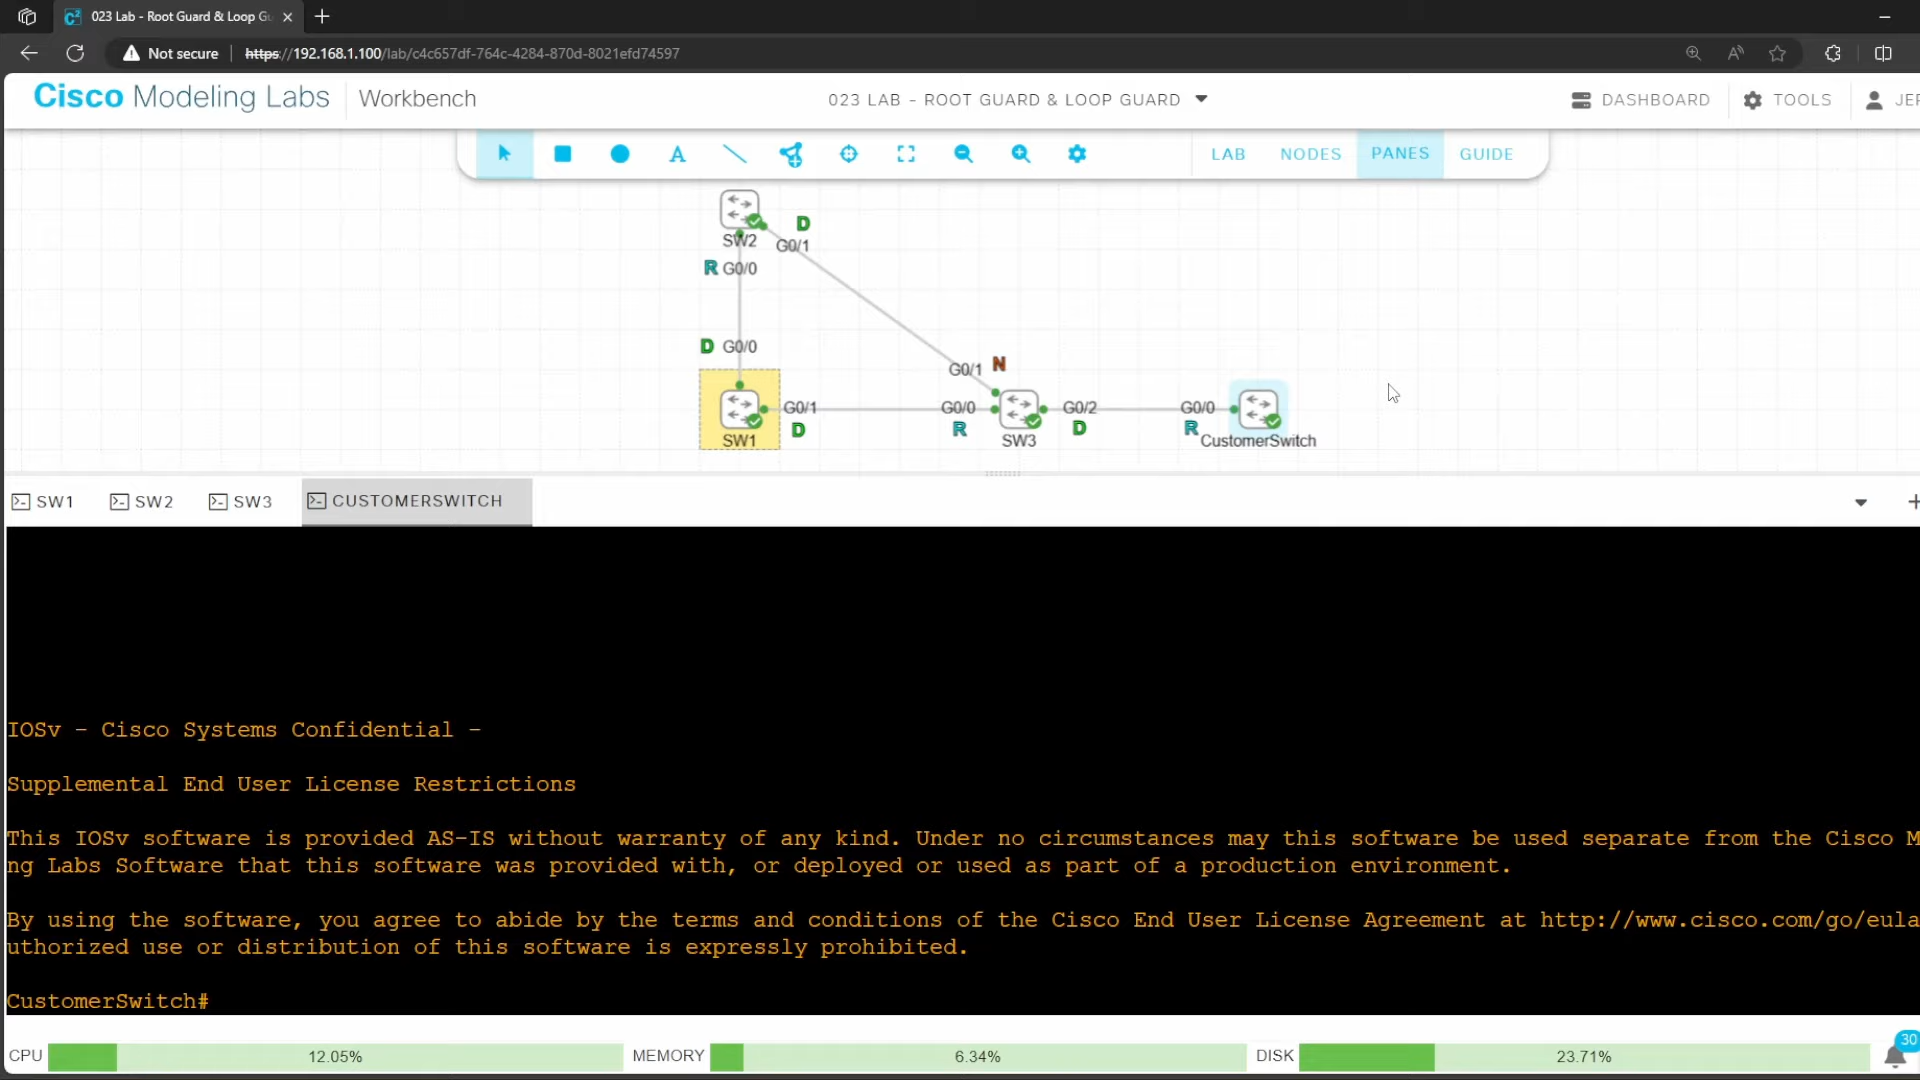 023 Lab - Root Guard & Loop Gu
Not secure https://192.168.1.100/lab/c4c657df-764c-4284-870d-8021efd74597
Cisco Modeling Labs Workbench 023 LAB - ROOT GUARD & LOOP GUARD DASHBOARD TOOLS JEF
A LAB NODES PANES GUIDE
D
SW2 G0/1
R G0/0
D G0/0
G0/1 N
G0/1 G0/0 G0/2 G0/0
D R D R
SW1 SW3 CustomerSwitch
SW1 SW2 SW3 CUSTOMERSWITCH
IOSv - Cisco Systems Confidential -
Supplemental End User License Restrictions
This IOSv software is provided AS-IS without warranty of any kind. Under no circumstances may this software be used separate from the Cisco M
ng Labs Software that this software was provided with, or deployed or used as part of a production environment.
By using the software, you agree to abide by the terms and conditions of the Cisco End User License Agreement at http://www.cisco.com/go/eula
uthorized use or distribution of this software is expressly prohibited.
CustomerSwitch#
CPU 12.05% MEMORY 6.34% DISK 23.71% 30